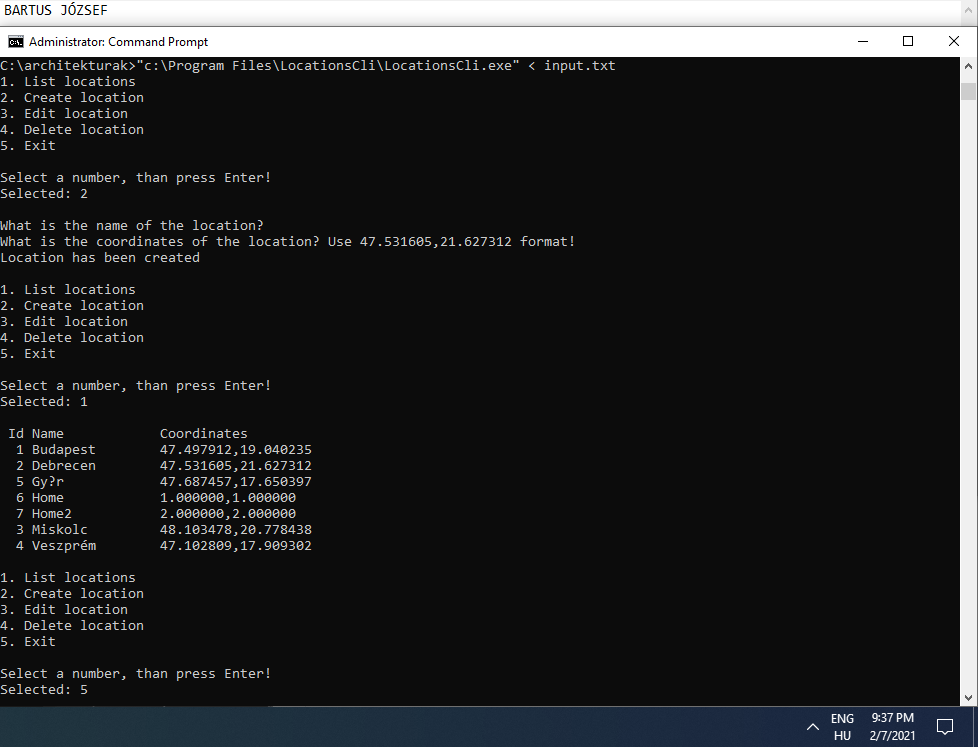 BARTUS JÓZSEF
Administrator: Command Prompt
C:\architekturak>"c:\Program Files\LocationsCli\LocationsCli.exe" < input.txt
1. List locations
2. Create location
3. Edit location
4. Delete location
5. Exit
Select a number, than press Enter!
Selected: 2
What is the name of the location?
What is the coordinates of the location? Use 47.531605,21.627312 format!
Location has been created
1. List locations
2. Create location
3. Edit location
4. Delete location
5. Exit
Select a number, than press Enter!
Selected: 1
Id Name Coordinates
1 Budapest 47.497912,19.040235
2 Debrecen 47.531605,21.627312
5 Gy?r 47.687457,17.650397
6 Home 1.000000,1.000000
7 Home2 2.000000,2.000000
3 Miskolc 48.103478,20.778438
4 Veszprém 47.102809,17.909302
1. List locations
2. Create location
3. Edit location
4. Delete location
5. Exit
Select a number, than press Enter!
Selected: 5
ENG 9:37 PM
HU 2/7/2021